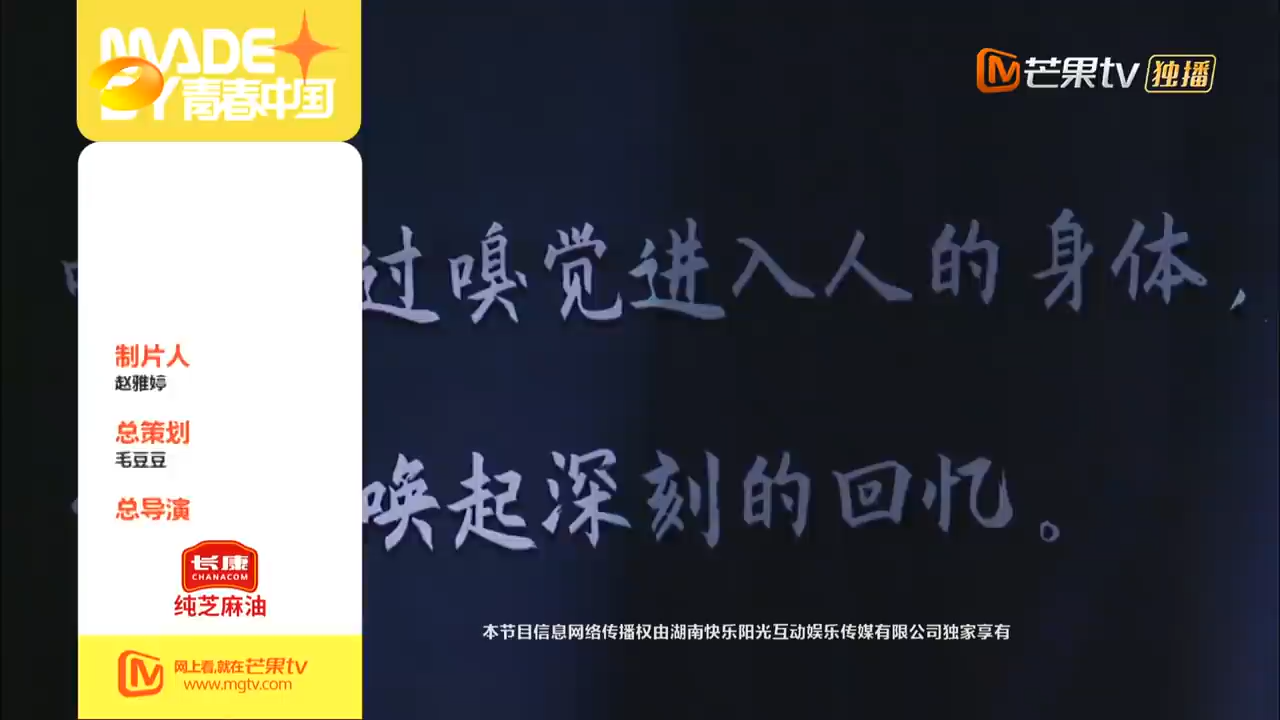 MADE
BY青春中国
芒果tv 独播
过嗅觉进入人的身体，
唤起深刻的回忆。
制片人
赵雅婷
总策划
毛豆豆
总导演
长康
CHANACOM
纯芝麻油
本节目信息网络传播权由湖南快乐阳光互动娱乐传媒有限公司独家享有
网上看,就在芒果tv
www.mgtv.com